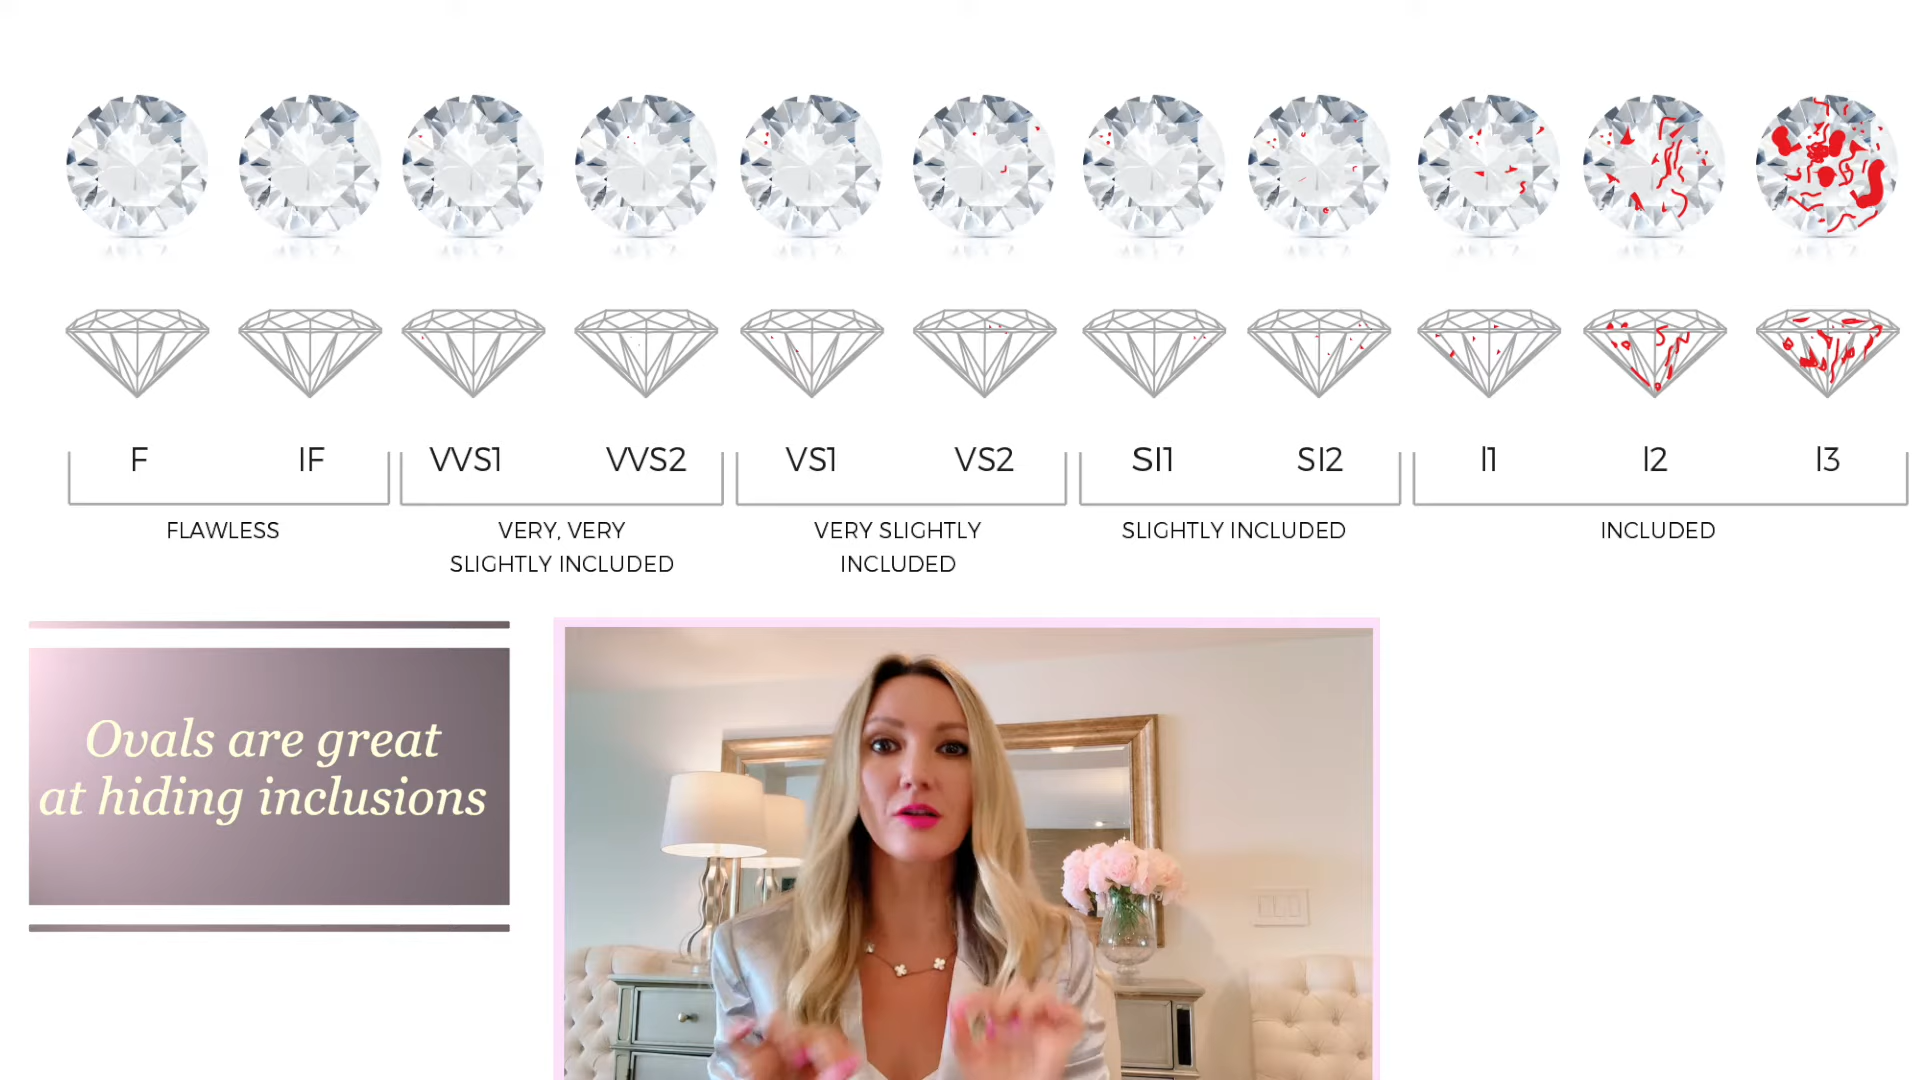 F IF VVS1 VVS2 VS1 VS2 SI1 SI2 I1 I2 I3
FLAWLESS
VERY, VERY
SLIGHTLY INCLUDED
VERY SLIGHTLY
INCLUDED
SLIGHTLY INCLUDED
INCLUDED
Ovals are great
at hiding inclusions